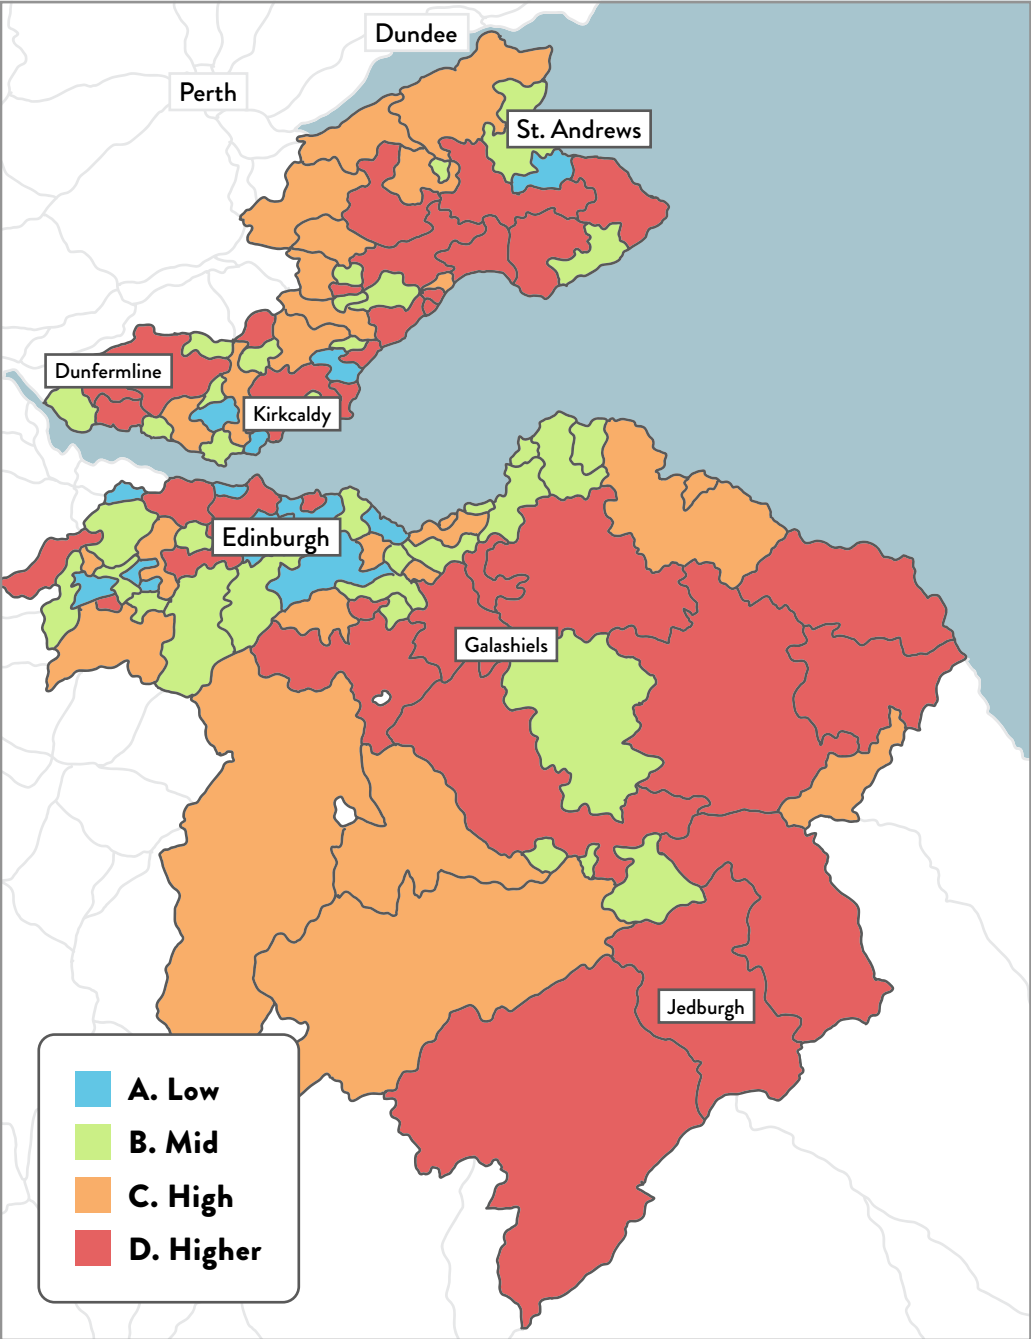 Dundee
Perth
St. Andrews
Dunfermline
Kirkcaldy
Edinburgh
Galashiels
Jedburgh
A. Low
B. Mid
C. High
D. Higher